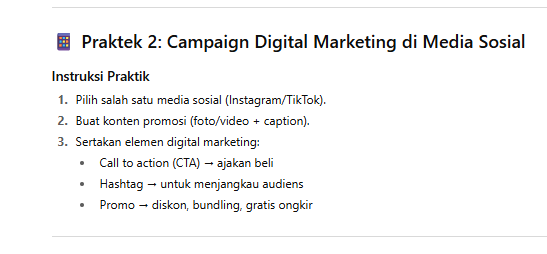 Praktek 2: Campaign Digital Marketing di Media Sosial
Instruksi Praktik
1. Pilih salah satu media sosial (Instagram/TikTok).
2. Buat konten promosi (foto/video + caption).
3. Sertakan elemen digital marketing:
• Call to action (CTA) → ajakan beli
• Hashtag → untuk menjangkau audiens
• Promo → diskon, bundling, gratis ongkir